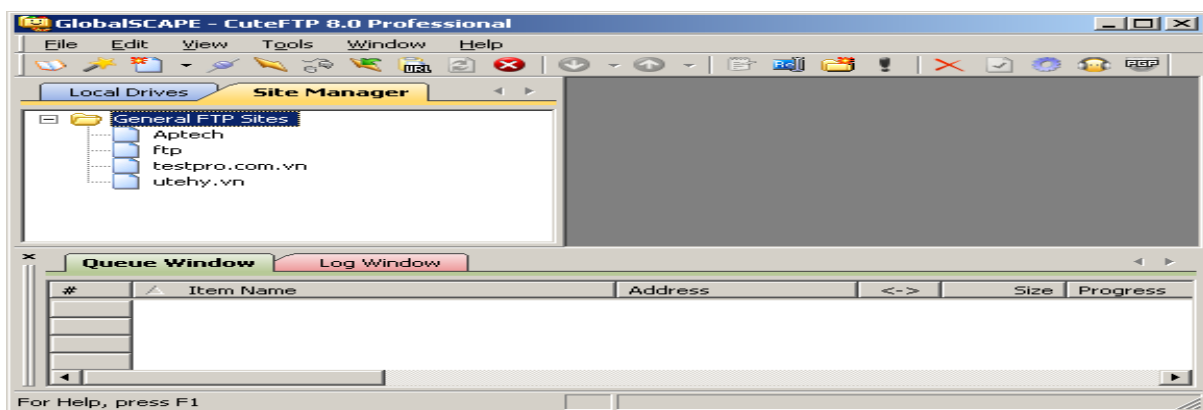 GlobalSCAPE - CuteFTP 8.0 Professional
File Edit View Tools Window Help
URL
PGP
Local Drives Site Manager
General FTP Sites
Aptech
ftp
testpro.com.vn
utehy.vn
Queue Window Log Window
# Item Name Address <-> Size Progress
For Help, press F1